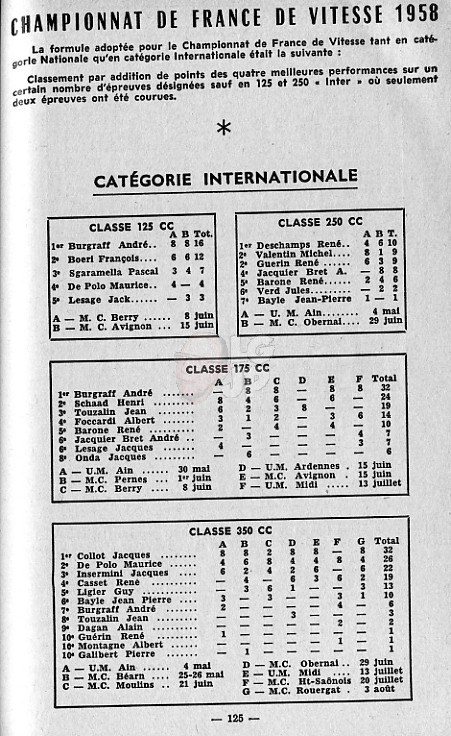 CHAMPIONNAT DE FRANCE DE VITESSE 1958
La formule adoptée pour le Championnat de France de Vitesse tant en caté-
gorie Nationale qu'en catégorie Internationale était la suivante :
Classement par addition de points des quatre meilleures performances sur un
certain nombre d'épreuves désignées sauf en 125 et 250 « Inter » où seulement
deux épreuves ont été courues.
*
CATÉGORIE INTERNATIONALE
CLASSE 125 CC
A B Tot.
1er Burgraff André.. 8 8 16
2e Boeri François.... 6 6 12
3e Sgaramella Pascal 3 4 7
4e De Polo Maurice.. 4 — 4
5e Lesage Jack...... — 3 3
A — M. C. Berry ...... 8 juin
B — M. C. Avignon .... 15 juin
CLASSE 250 CC
A B T.
1er Deschamps René.. 4 6 10
2e Valentin Michel.... 8 1 9
2e Guerin René ...... 6 3 9
4e Jacquier Bret A. — 8 8
5e Barone René...... 2 4 6
6e Verd Jules........ — 2 2
7e Bayle Jean-Pierre 1 — 1
A — U. M. Ain........ 4 mai
B — M. C. Obernai.. 29 juin
CLASSE 175 CC
A B C D E F Total
1er Burgraff André .... — 8 8 — 8 8 32
2e Schaad Henri ...... 8 4 6 — 6 — 24
3e Touzalin Jean ...... 6 2 3 8 — — 19
4e Foccardi Albert .... 3 1 2 — 3 6 14
5e Barone René ...... 2 — 4 — 4 — 10
6e Jacquier Bret André .. — 3 — — — 4 7
6e Lesage Jacques .... 4 — — — — 3 7
8e Onda Jacques ...... — 6 — — — — 6
A — U.M. Ain ........ 30 mai
B — M.C. Pernes .... 1er juin
C — M.C. Berry .... 8 juin
D — U.M. Ardennes . 15 juin
E — M.C. Avignon . 15 juin
F — U.M. Midi .... 13 juillet
CLASSE 350 CC
A B C D E F G Total
1er Collot Jacques ........ 8 8 2 8 8 — 8 32
2e De Polo Maurice ...... 4 6 8 4 4 8 4 26
3e Insermini Jacques .... 6 2 4 2 6 — 6 22
4e Casset René ........ — 4 — 6 3 6 2 19
5e Ligier Guy ........ — 3 6 1 — — 3 13
6e Bayle Jean Pierre .... 3 — 3 — — 3 1 10
7e Burgraff André ...... 2 — — — — 4 — 6
8e Touzalin Jean ...... — — — 3 — — — 3
9e Dagan Alain ........ — — — — — 2 — 2
10e Guérin René ........ 1 — — — — — — 1
10e Montagne Albert .... — — — — — 1 — 1
10e Galibert Pierre ...... — 1 — — — — — 1
A — U.M. Ain ...... 4 mai
B — M.C. Béarn .... 25-26 mai
C — M.C. Moulins .. 21 juin
D — M.C. Obernai .. 29 juin
E — U.M. Midi .... 13 juillet
F — M.C. Ht-Saônois 20 juillet
G — M.C. Rouergat . 3 août
— 125 —